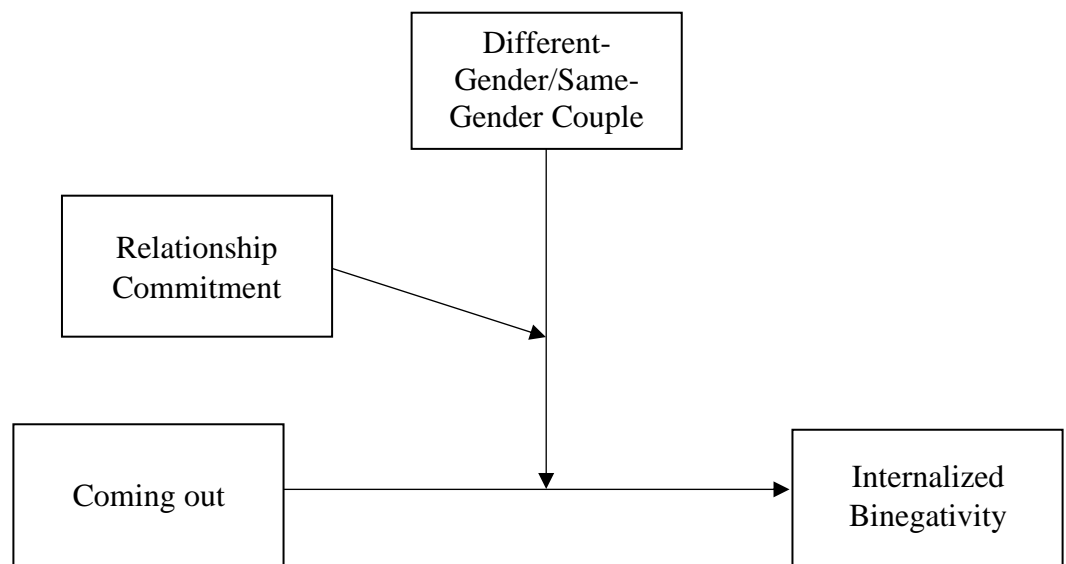 Different-
Gender/Same-
Gender Couple
Relationship
Commitment
Coming out
Internalized
Binegativity